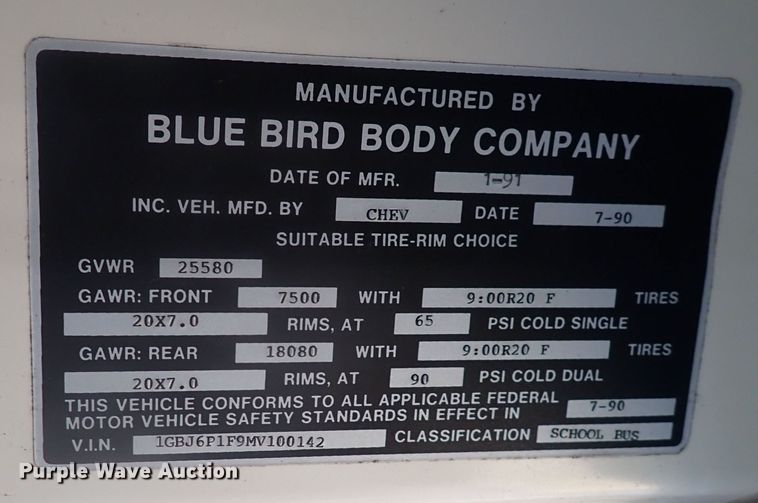 MANUFACTURED BY
BLUE BIRD BODY COMPANY
DATE OF MFR. 1-91
INC. VEH. MFD. BY CHEV DATE 7-90
SUITABLE TIRE-RIM CHOICE
GVWR 25580
GAWR: FRONT 7500 WITH 9:00R20 F TIRES
20X7.0 RIMS, AT 65 PSI COLD SINGLE
GAWR: REAR 18080 WITH 9:00R20 F TIRES
20X7.0 RIMS, AT 90 PSI COLD DUAL
THIS VEHICLE CONFORMS TO ALL APPLICABLE FEDERAL
MOTOR VEHICLE SAFETY STANDARDS IN EFFECT IN 7-90
V.I.N. 1GBJ6P1F9MV100142 CLASSIFICATION SCHOOL BUS
Purple Wave Auction